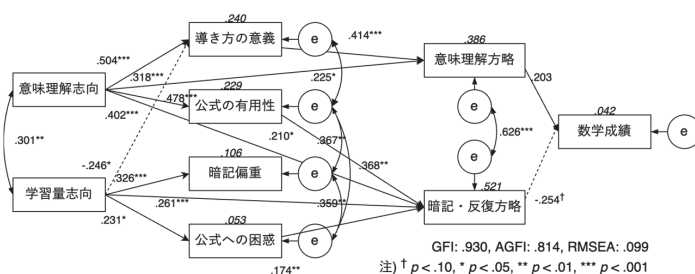 .240
導き方の意義
e
.414***
.386
意味理解方略
.504***
.318***
.225*
.229
意味理解志向
.478***
公式の有用性
e
e
.203
.402***
.210*
.367**
.042
数学成績
e
.301**
.626***
.106
-.246*
.326***
暗記偏重
e
.368**
e
学習量志向
.261***
.359**
.521
暗記・反復方略
-.254†
.231*
.053
公式への困惑
e
.174**
GFI: .930, AGFI: .814, RMSEA: .099
注) † p < .10, * p < .05, ** p < .01, *** p < .001